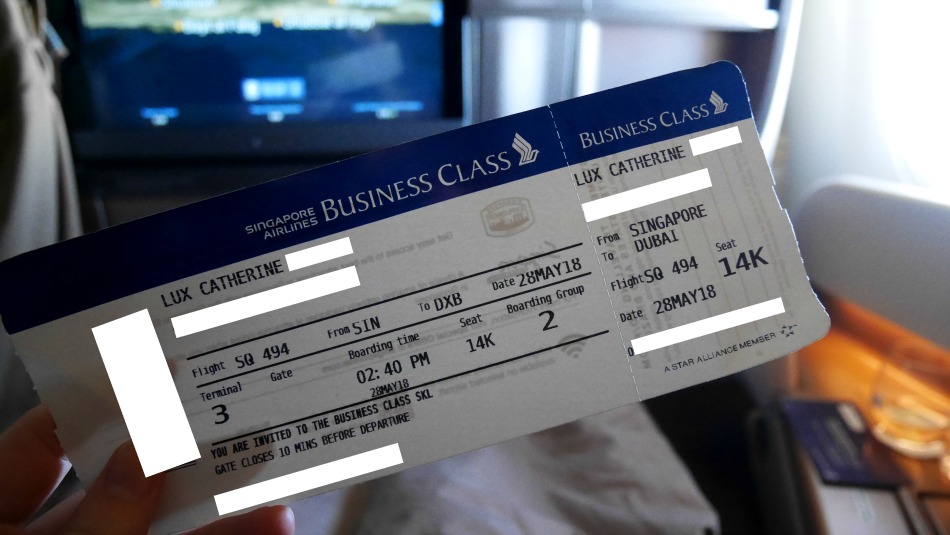 SINGAPORE AIRLINES BUSINESS CLASS
LUX CATHERINE
Flight SQ 494 From SIN To DXB Date 28MAY18
Terminal Gate Boarding time Seat Boarding Group
3 02:40 PM 14K 2
28MAY18
YOU ARE INVITED TO THE BUSINESS CLASS SKL
GATE CLOSES 10 MINS BEFORE DEPARTURE
BUSINESS CLASS
LUX CATHERINE
From SINGAPORE
To DUBAI
Flight SQ 494 Seat 14K
Date 28MAY18
A STAR ALLIANCE MEMBER